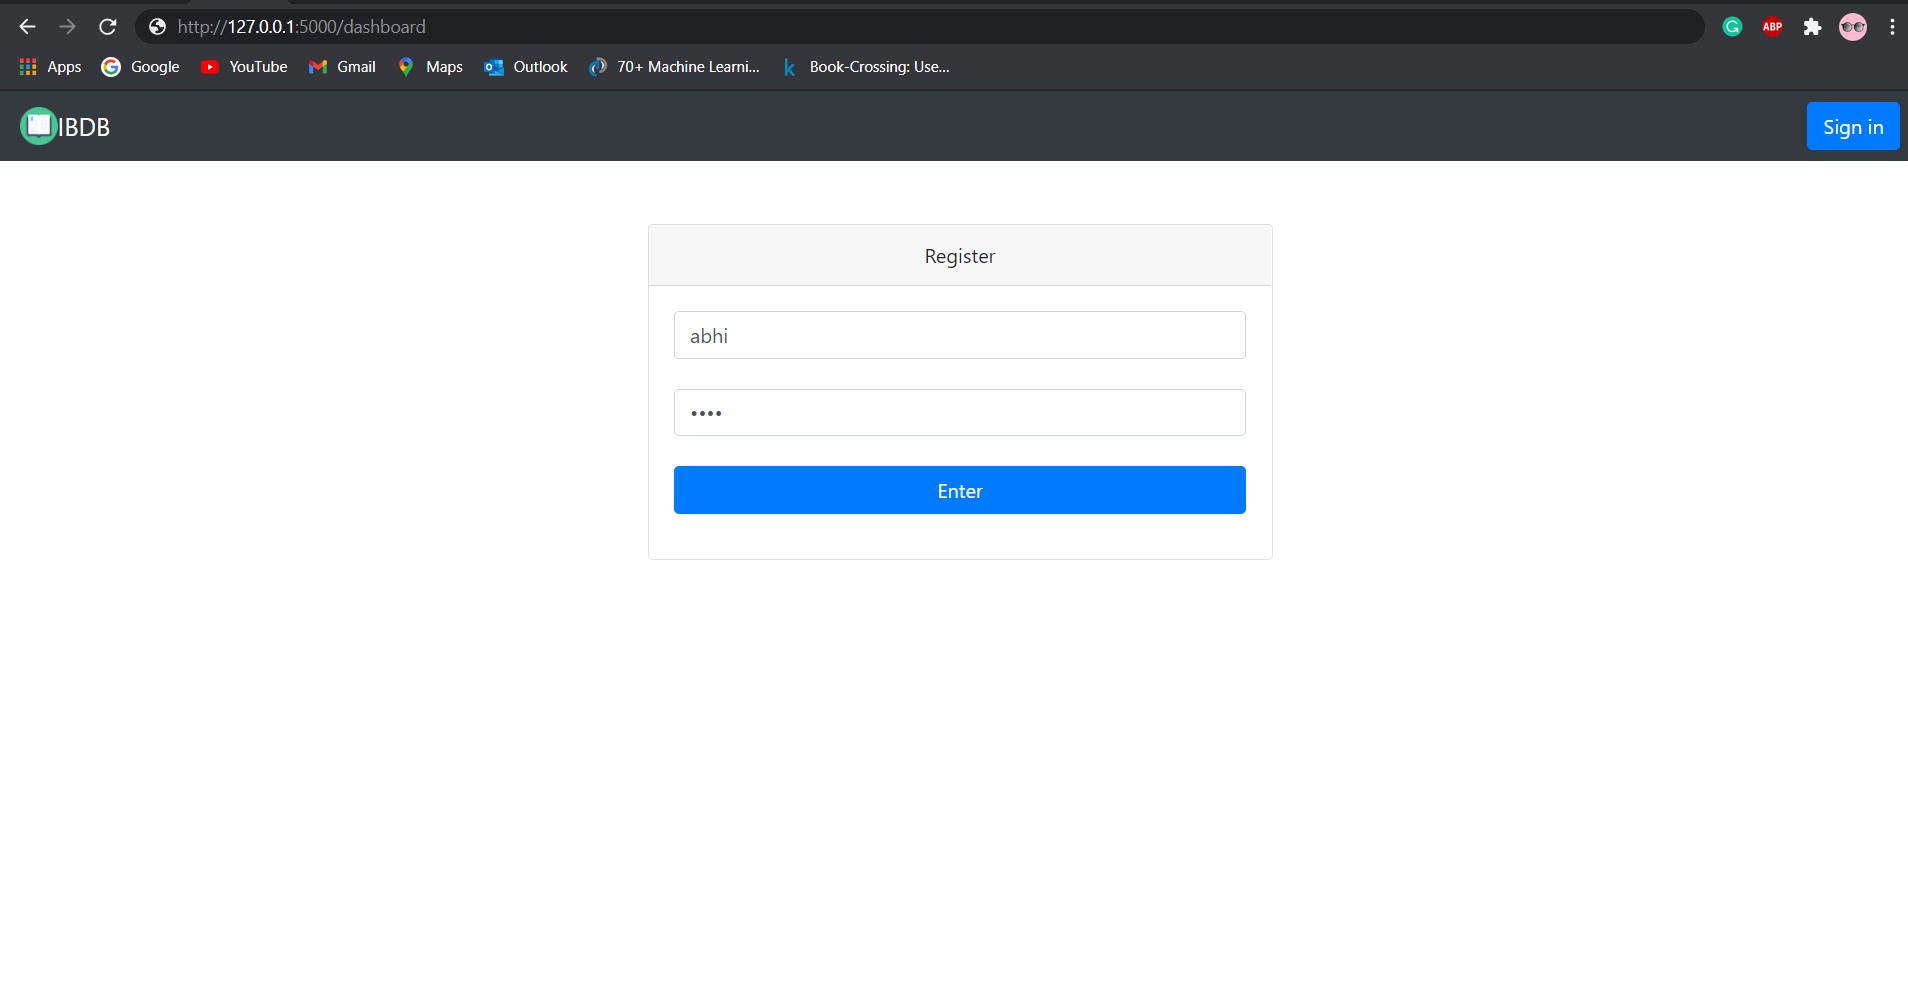 http://127.0.0.1:5000/dashboard
ABP
Apps Google YouTube Gmail Maps Outlook 70+ Machine Learni... Book-Crossing: Use...
IBDB Sign in
Register
abhi
••••
Enter